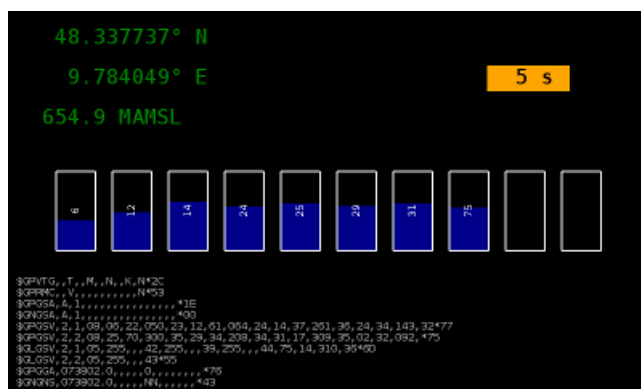 48.337737° N
9.784049° E
5 s
654.9 MAMSL
6
12
14
24
25
29
31
75
$GPVTG,,T,,M,,N,,K,N*2C
$GPRMC,,V,,,,,,,,,,N*53
$GPGSA,A,1,,,,,,,,,,,,,,,*1E
$GNGSA,A,1,,,,,,,,,,,,,,,*00
$GPGSV,2,1,08,06,22,050,23,12,61,064,24,14,37,261,36,24,34,143,32*77
$GPGSV,2,2,08,25,70,300,35,29,34,208,34,31,17,309,35,02,32,092,*75
$GLGSV,2,1,05,255,,,42,255,,,39,255,,,44,75,14,310,36*60
$GLGSV,2,2,05,255,,,43*55
$GPGGA,073802.0,,,,,0,,,,,,,,*76
$GNGNS,073802.0,,,,,NN,,,,,,*43